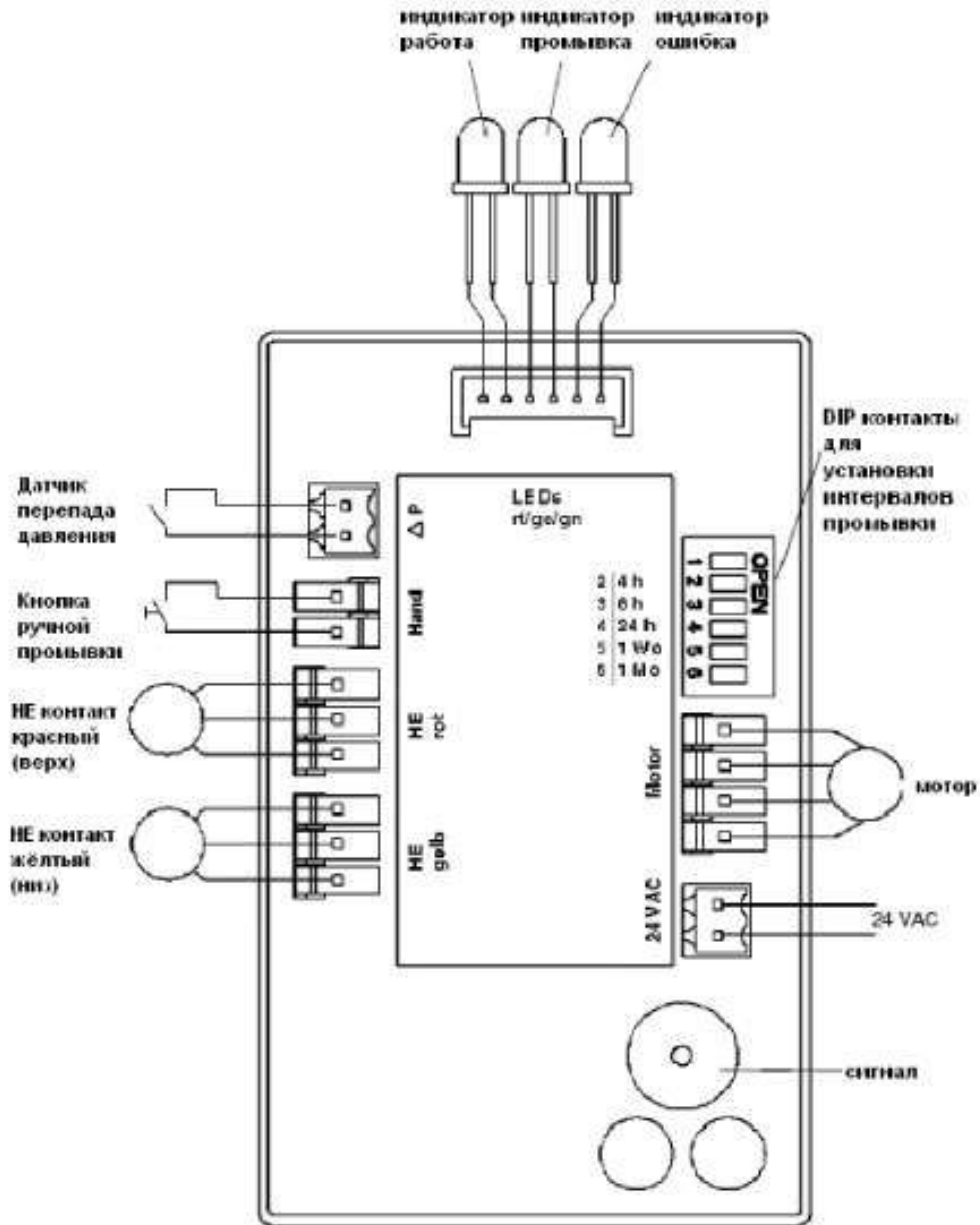 индикатор
работа
индикатор
промывка
индикатор
ошибка
DIP контакты
для
установки
интервалов
промывки
Датчик
перепада
давления
Δ P
LEDs
rt/ge/gn
OPEN
1
2
3
4
5
6
2 4 h
3 6 h
4 24 h
5 1 Wo
6 1 Mo
Кнопка
ручной
промывки
Hand
НЕ контакт
красный
(верх)
HE
rot
Motor
мотор
НЕ контакт
жёлтый
(низ)
HE
gelb
24 VAC
24 VAC
сигнал